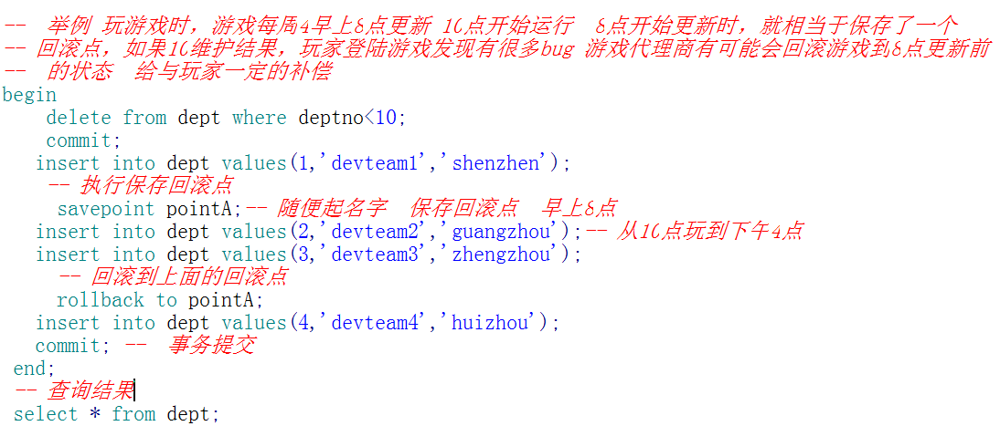 -- 举例 玩游戏时，游戏每周4早上8点更新 10点开始运行  8点开始更新时，就相当于保存了一个
-- 回滚点，如果10维护结果，玩家登陆游戏发现有很多bug 游戏代理商有可能会回滚游戏到8点更新前
--  的状态  给与玩家一定的补偿
begin
    delete from dept where deptno<10;
    commit;
   insert into dept values(1,'devteam1','shenzhen');
    -- 执行保存回滚点
     savepoint pointA;-- 随便起名字  保存回滚点  早上8点
   insert into dept values(2,'devteam2','guangzhou');-- 从10点玩到下午4点
   insert into dept values(3,'devteam3','zhengzhou');
     -- 回滚到上面的回滚点
     rollback to pointA;
   insert into dept values(4,'devteam4','huizhou');
   commit; --  事务提交
 end;
 -- 查询结果
 select * from dept;